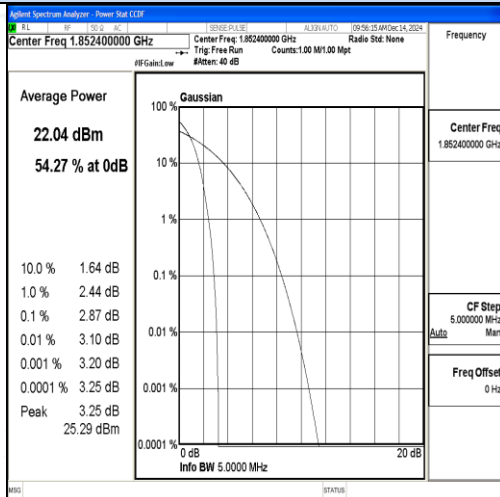 Agilent Spectrum Analyzer - Power Stat CCDF
RL RF 50 Ω AC SENSE:PULSE ALIGNAUTO 09:56:15 AM Dec 14, 2024
Center Freq 1.852400000 GHz
Center Freq: 1.852400000 GHz Radio Std: None
Trig: Free Run Counts:1.00 M/1.00 Mpt
#IFGain:Low #Atten: 40 dB
Frequency
Average Power
22.04 dBm
54.27 % at 0dB
10.0 % 1.64 dB
1.0 % 2.44 dB
0.1 % 2.87 dB
0.01 % 3.10 dB
0.001 % 3.20 dB
0.0001 % 3.25 dB
Peak 3.25 dB
25.29 dBm
Gaussian
100 %
10 %
1 %
0.1 %
0.01 %
0.001 %
0.0001 %
0 dB 20 dB
Info BW 5.0000 MHz
Center Freq
1.852400000 GHz
CF Step
5.000000 MHz
Auto Man
Freq Offset
0 Hz
MSG STATUS